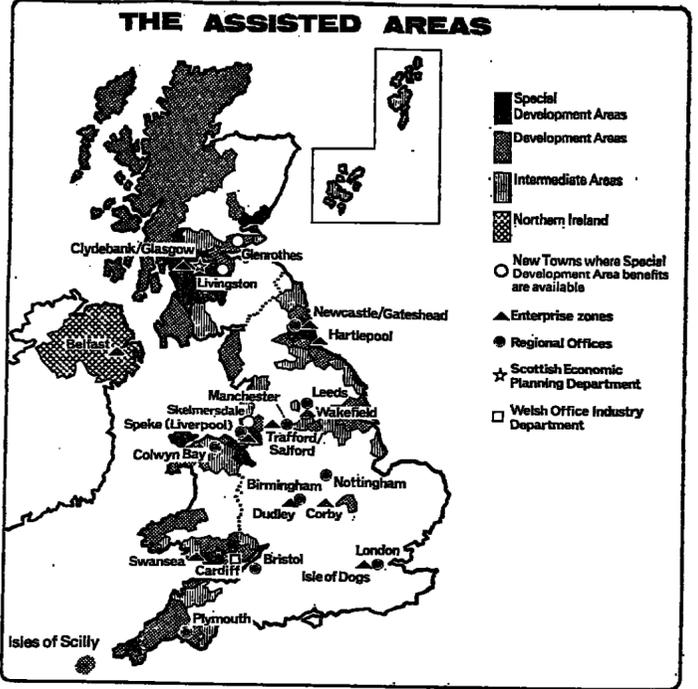 THE ASSISTED AREAS
Special
Development Areas
Development Areas
Intermediate Areas
Northern Ireland
New Towns where Special
Development Area benefits
are available
Enterprise zones
Regional Offices
Scottish Economic
Planning Department
Welsh Office Industry
Department
Clydebank/Glasgow
Glenrothes
Livingston
Newcastle/Gateshead
Hartlepool
Belfast
Manchester
Leeds
Skelmersdale
Wakefield
Speke (Liverpool)
Trafford/
Salford
Colwyn Bay
Birmingham
Nottingham
Dudley
Corby
Swansea
Cardiff
Bristol
London
Isle of Dogs
Plymouth
Isles of Scilly